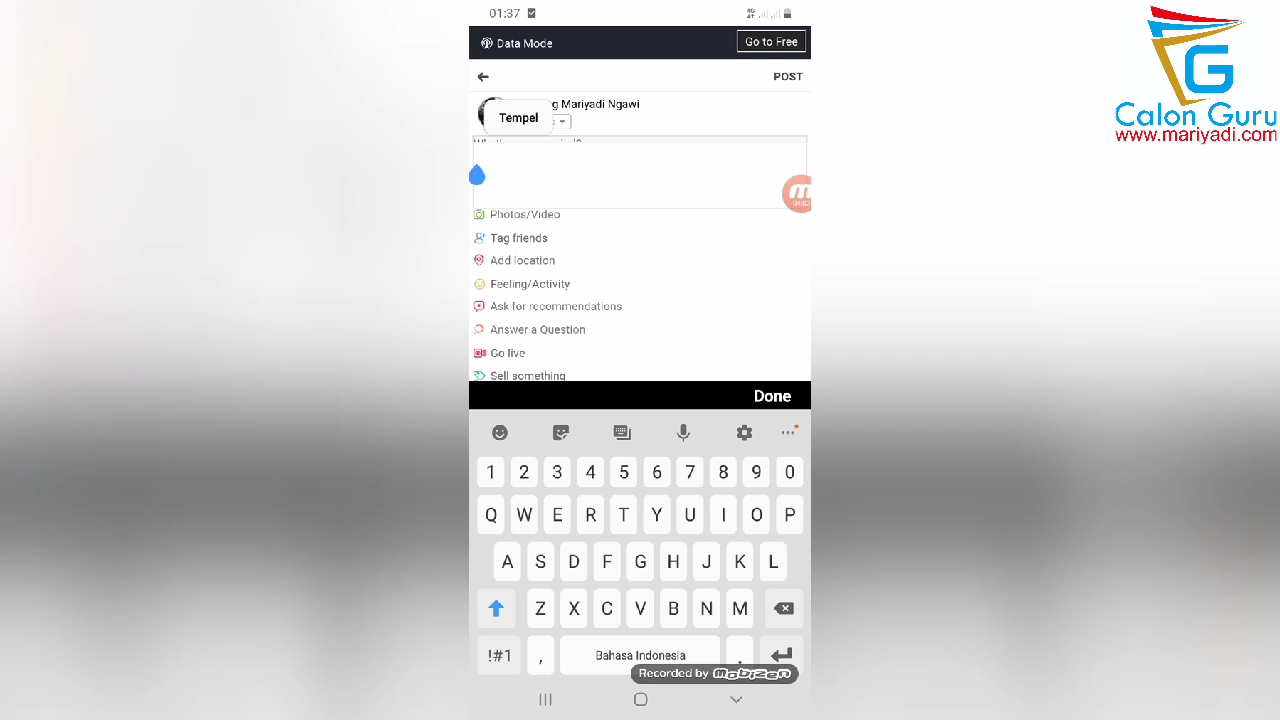 01:37
Data Mode
Go to Free
POST
g Mariyadi Ngawi
Tempel
Photos/Video
Tag friends
Add location
Feeling/Activity
Ask for recommendations
Answer a Question
Go live
Sell something
Done
1 2 3 4 5 6 7 8 9 0
Q W E R T Y U I O P
A S D F G H J K L
Z X C V B N M
!#1 , Bahasa Indonesia .
Recorded by mobizen
G
Calon Guru
www.mariyadi.com